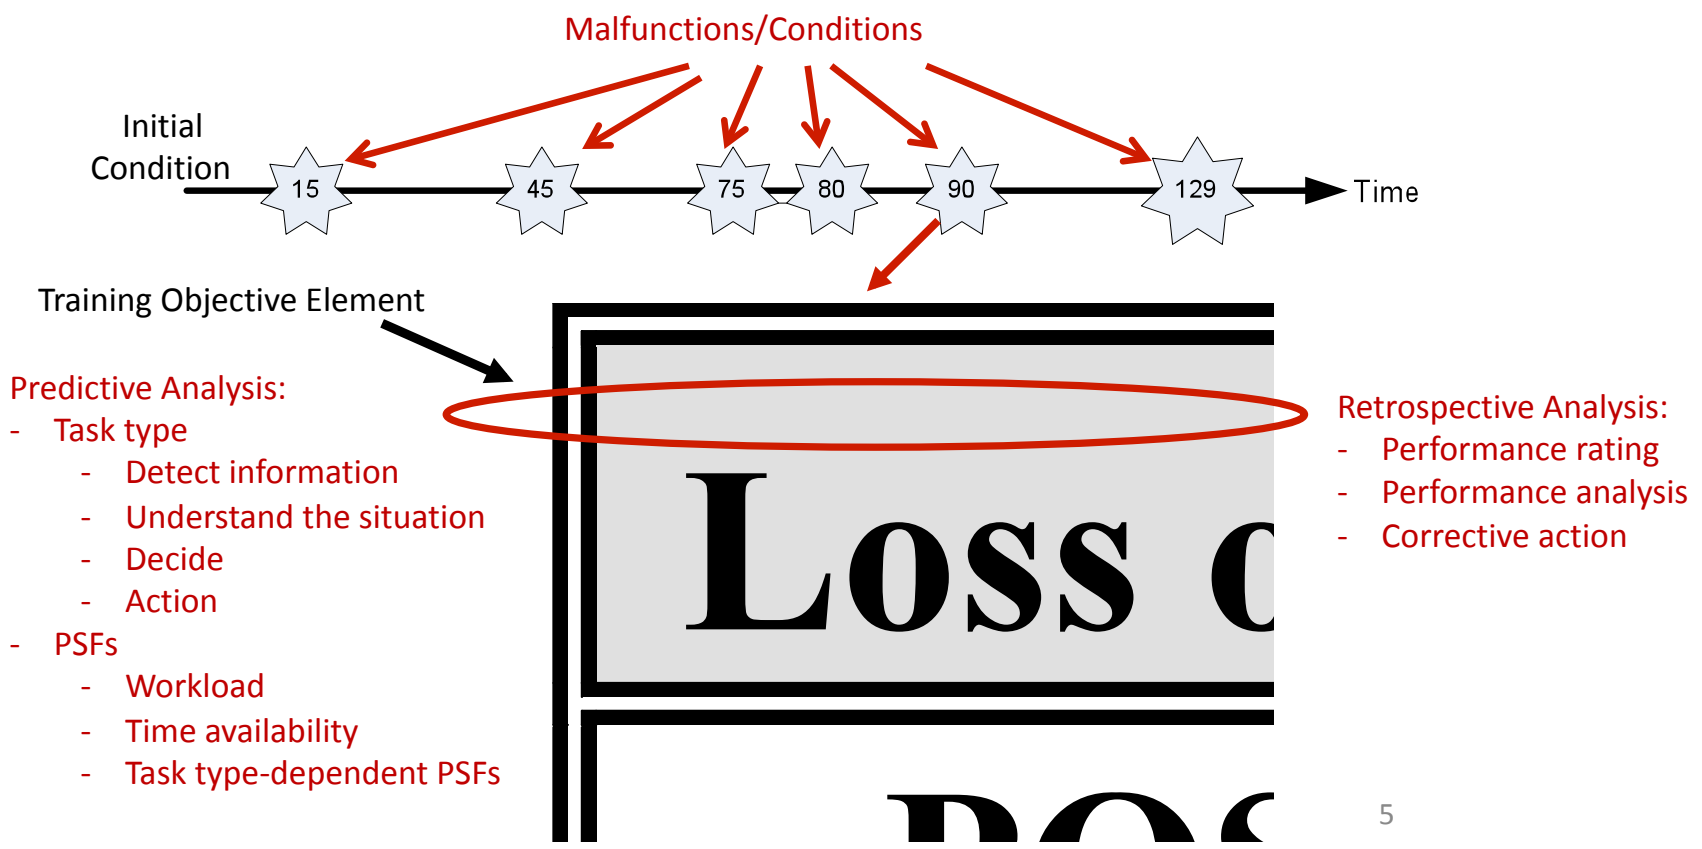 Malfunctions/Conditions
Initial
Condition
15
45
75
80
90
129
Time
Training Objective Element
Predictive Analysis:
- Task type
- Detect information
- Understand the situation
- Decide
- Action
- PSFs
- Workload
- Time availability
- Task type-dependent PSFs
Loss
Retrospective Analysis:
- Performance rating
- Performance analysis
- Corrective action
5